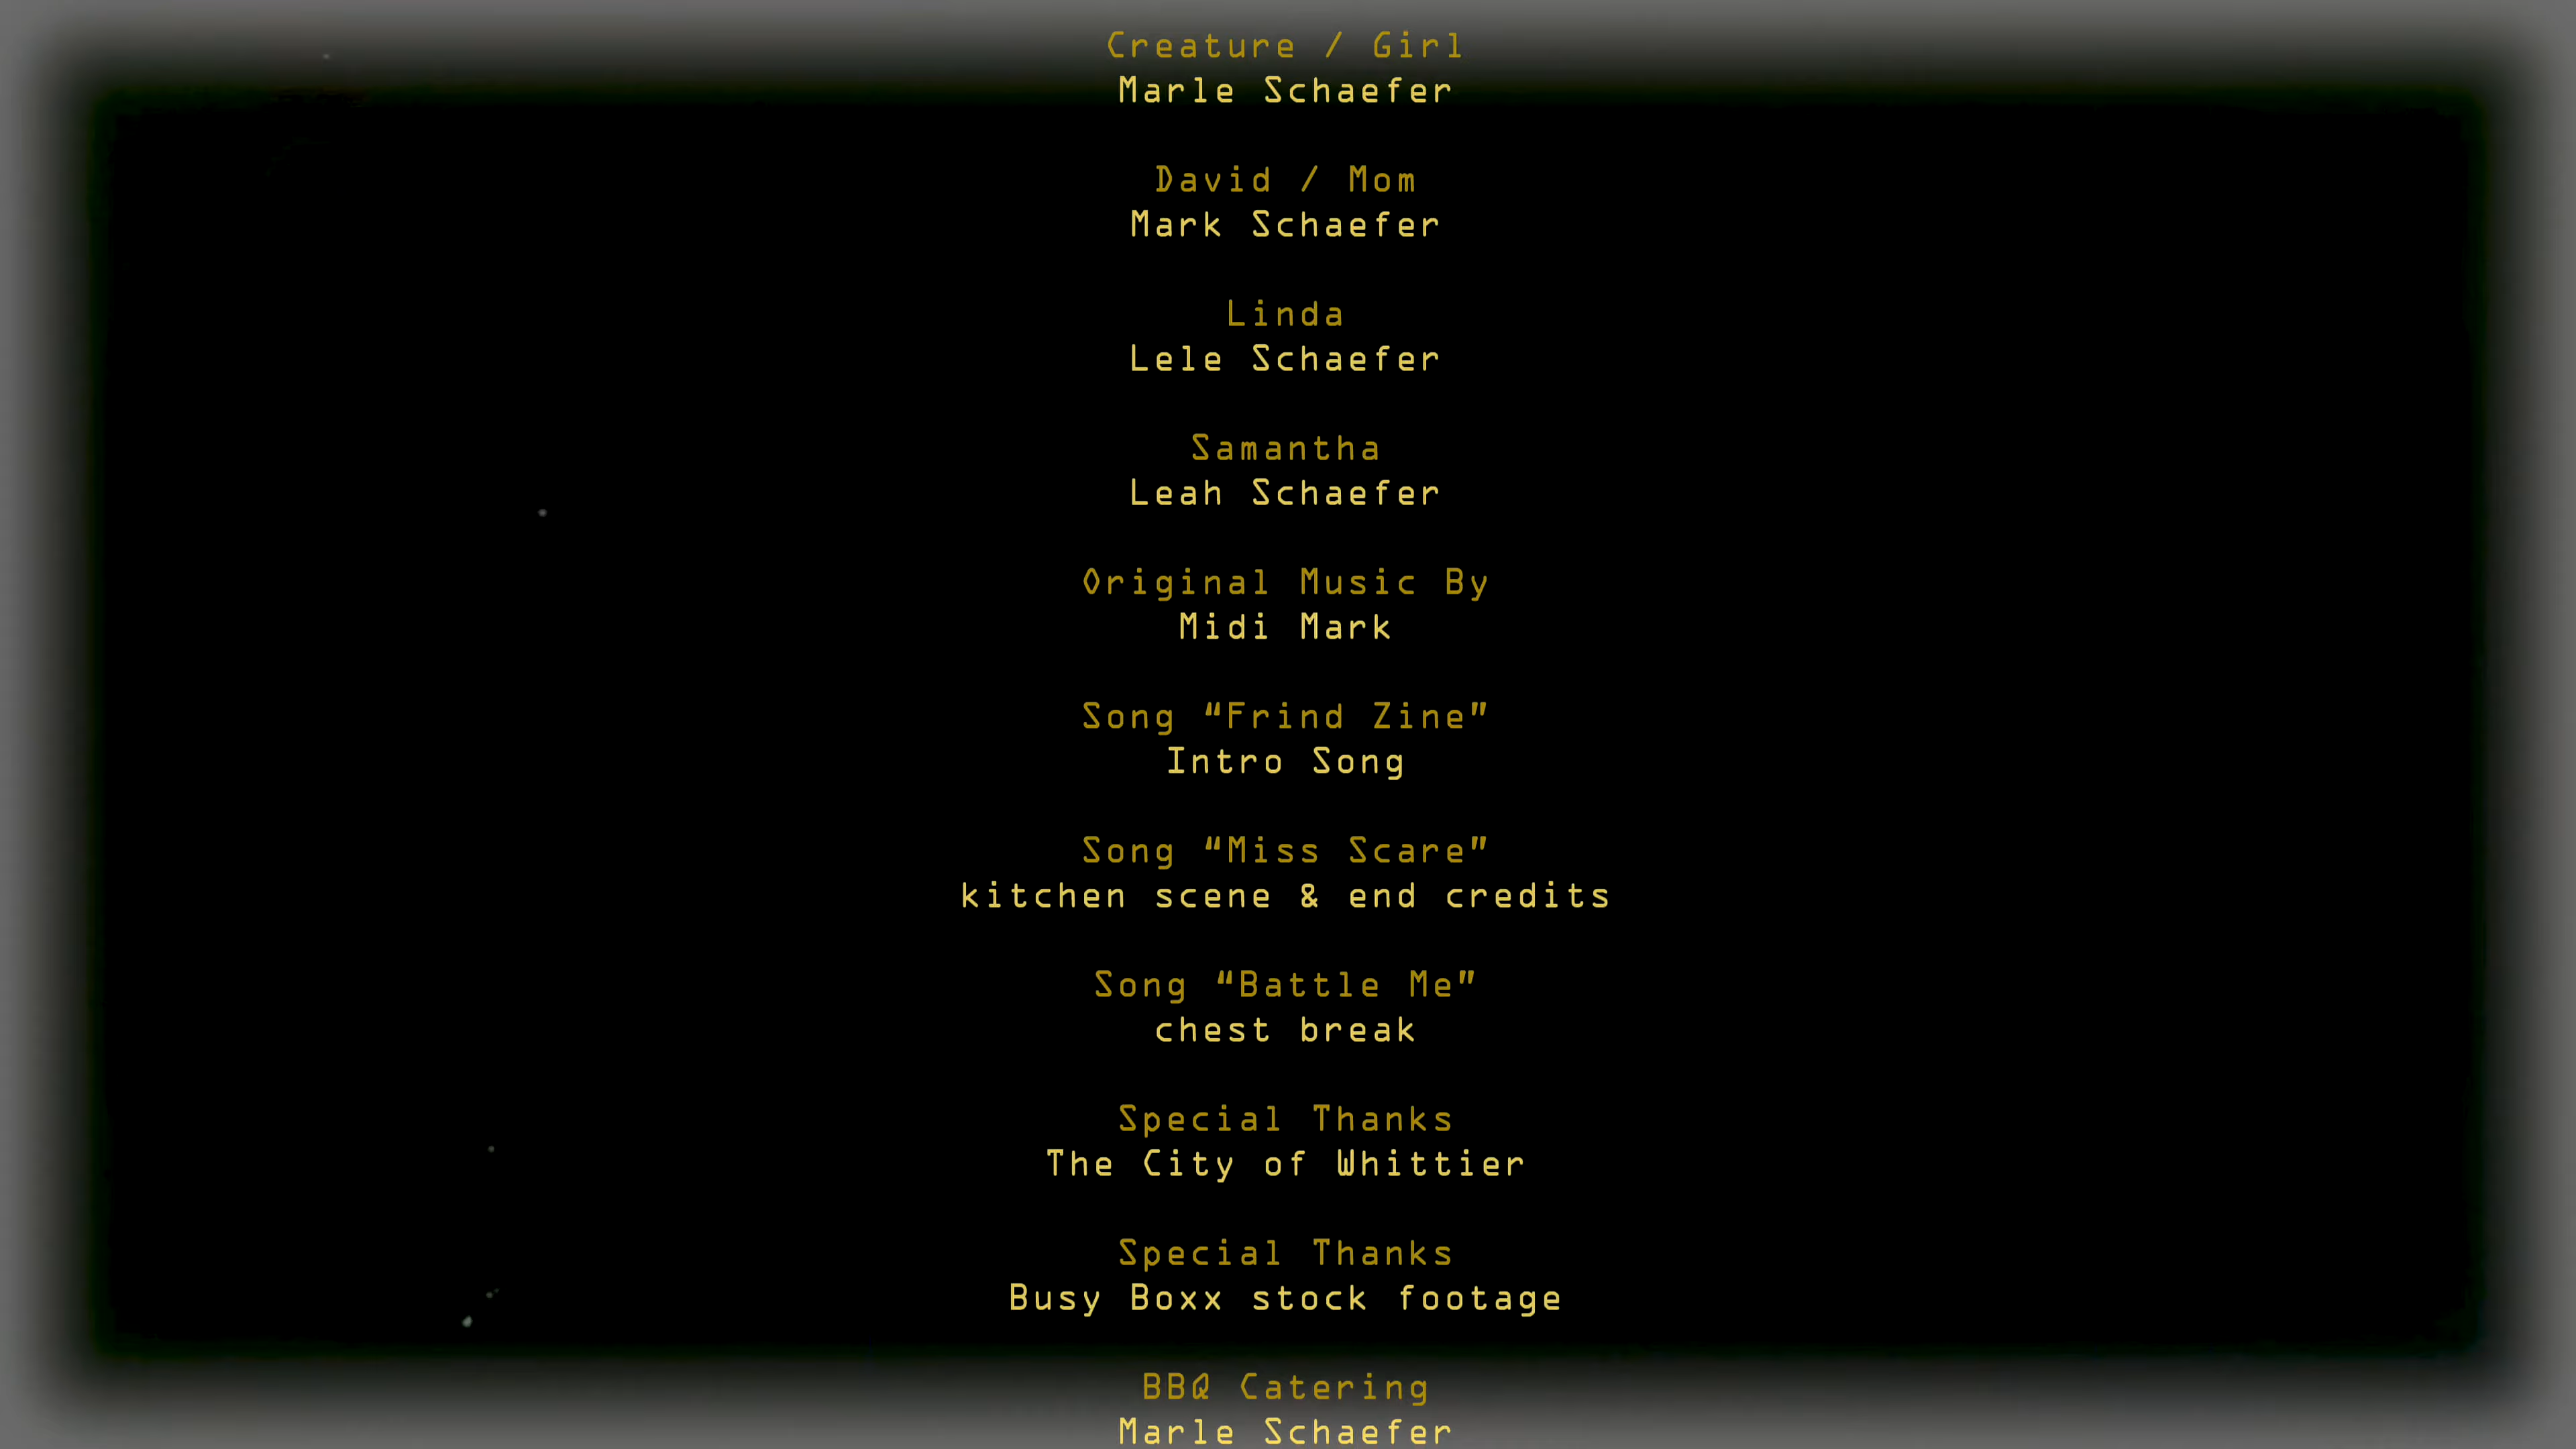 Creature / Girl
Marle Schaefer
David / Mom
Mark Schaefer
Linda
Lele Schaefer
Samantha
Leah Schaefer
Original Music By
Midi Mark
Song “Frind Zine”
Intro Song
Song “Miss Scare”
kitchen scene & end credits
Song “Battle Me”
chest break
Special Thanks
The City of Whittier
Special Thanks
Busy Boxx stock footage
BBQ Catering
Marle Schaefer